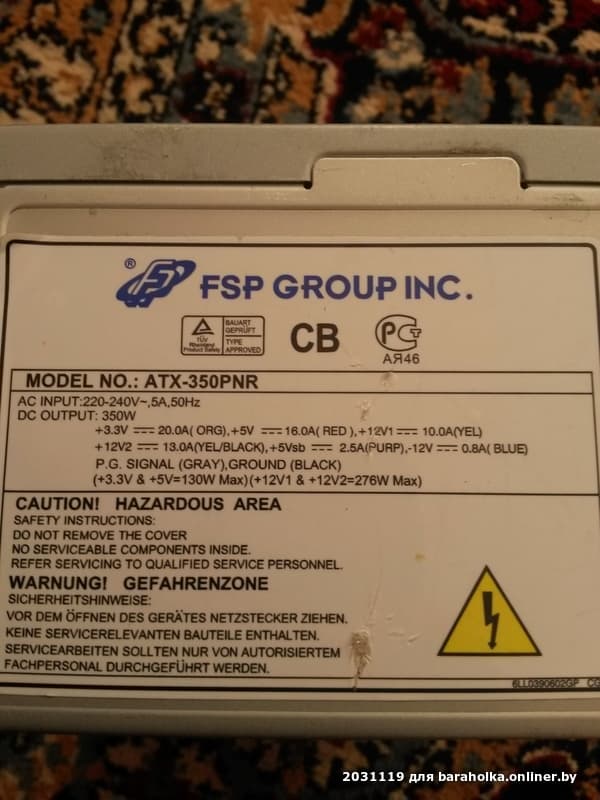 ® FSP GROUP INC.
TÜV Rheinland Product Safety BAUART GEPRÜFT TYPE APPROVED CB РСТ
АЯ46
MODEL NO.: ATX-350PNR
AC INPUT:220-240V~,5A,50Hz
DC OUTPUT: 350W
+3.3V ⎓ 20.0A( ORG),+5V ⎓ 16.0A( RED ),+12V1 ⎓ 10.0A(YEL)
+12V2 ⎓ 13.0A(YEL/BLACK),+5Vsb ⎓ 2.5A(PURP),-12V ⎓ 0.8A( BLUE)
P.G. SIGNAL (GRAY),GROUND (BLACK)
(+3.3V & +5V=130W Max)(+12V1 & +12V2=276W Max)
CAUTION! HAZARDOUS AREA
SAFETY INSTRUCTIONS:
DO NOT REMOVE THE COVER
NO SERVICEABLE COMPONENTS INSIDE.
REFER SERVICING TO QUALIFIED SERVICE PERSONNEL.
WARNUNG! GEFAHRENZONE
SICHERHEITSHINWEISE:
VOR DEM ÖFFNEN DES GERÄTES NETZSTECKER ZIEHEN.
KEINE SERVICERELEVANTEN BAUTEILE ENTHALTEN.
SERVICEARBEITEN SOLLTEN NUR VON AUTORISIERTEM
FACHPERSONAL DURCHGEFÜHRT WERDEN.
6LL0390602GP CG
2031119 для baraholka.onliner.by